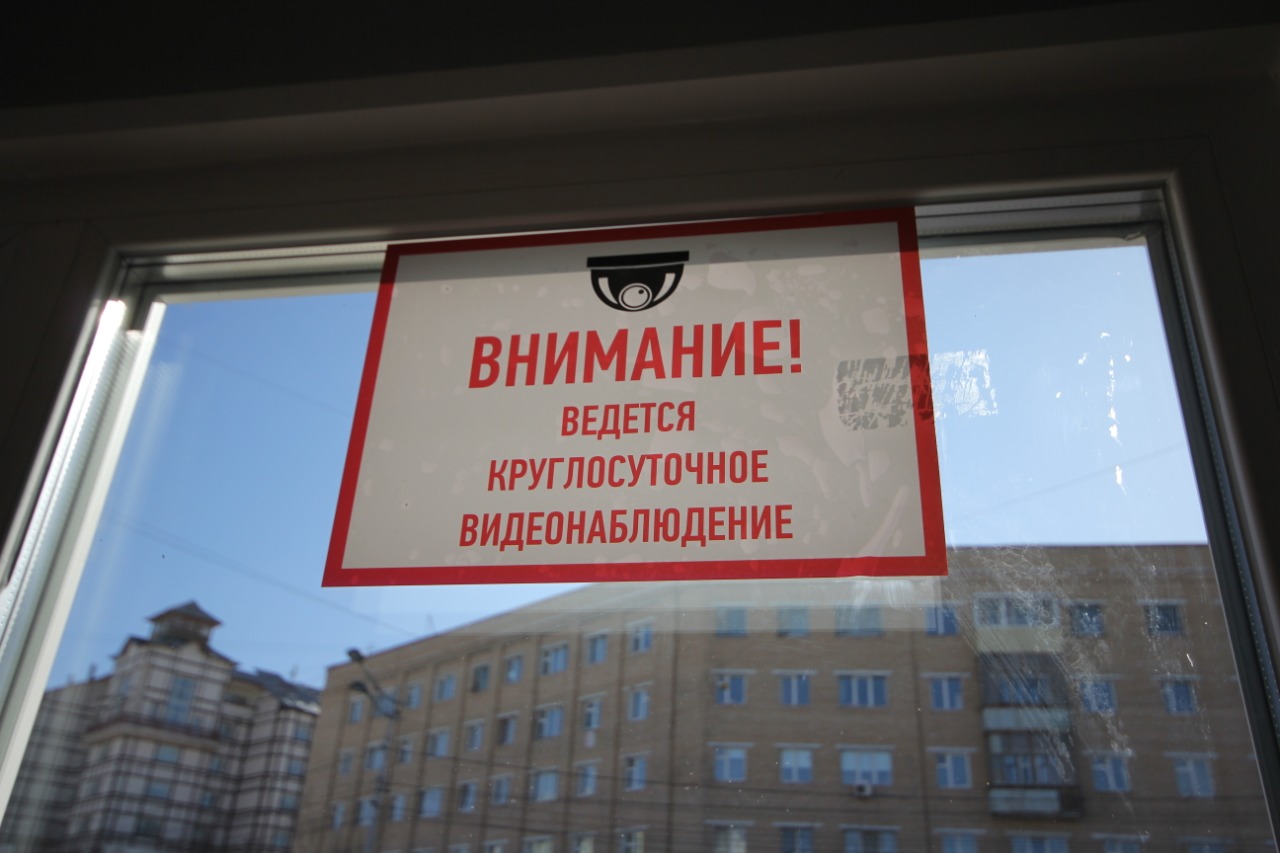 ВНИМАНИЕ!
ВЕДЕТСЯ
КРУГЛОСУТОЧНОЕ
ВИДЕОНАБЛЮДЕНИЕ